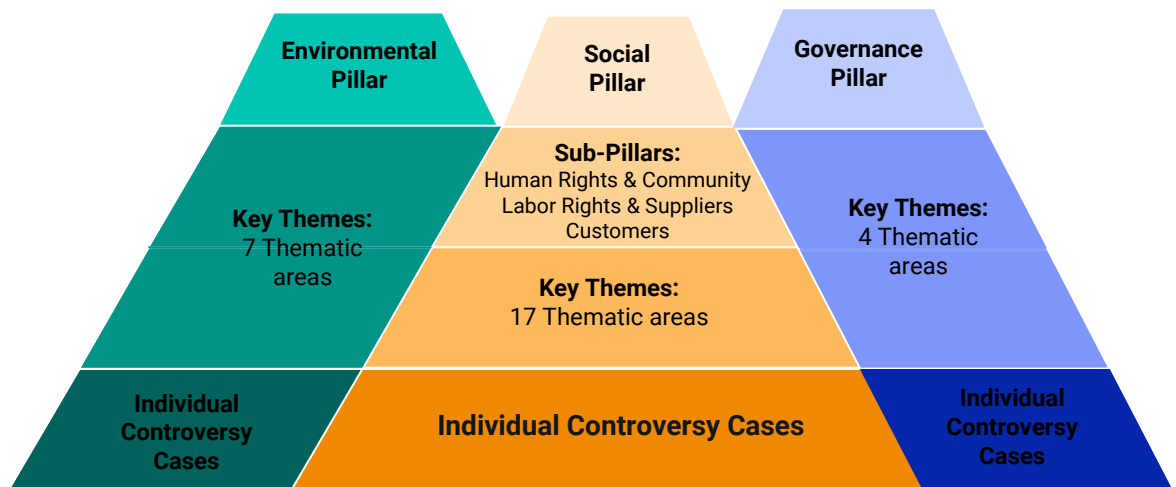 Environmental
Pillar
Social
Pillar
Governance
Pillar
Key Themes:
7 Thematic
areas
Sub-Pillars:
Human Rights & Community
Labor Rights & Suppliers
Customers
Key Themes:
17 Thematic areas
Key Themes:
4 Thematic
areas
Individual
Controversy
Cases
Individual Controversy Cases
Individual
Controversy
Cases